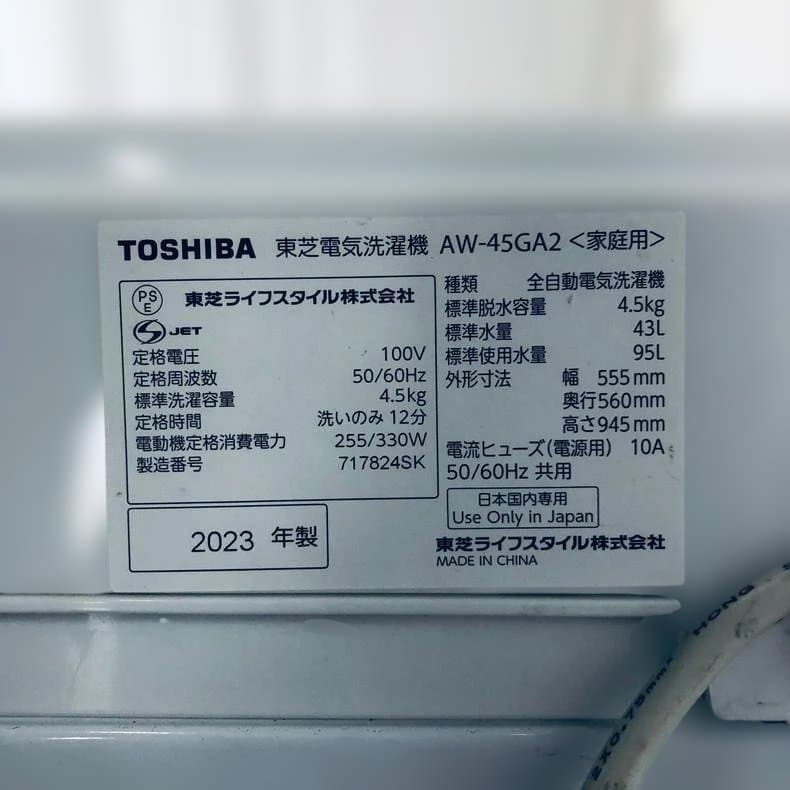 TOSHIBA 東芝電気洗濯機 AW-45GA2 <家庭用>
PS
E
東芝ライフスタイル株式会社
S JET
定格電圧 100V
定格周波数 50/60Hz
標準洗濯容量 4.5kg
定格時間 洗いのみ 12分
電動機定格消費電力 255/330W
製造番号 717824SK
2023 年製
種類 全自動電気洗濯機
標準脱水容量 4.5kg
標準水量 43L
標準使用水量 95L
外形寸法 幅 555mm
奥行560mm
高さ945mm
電流ヒューズ(電源用) 10A
50/60Hz 共用
日本国内専用
Use Only in Japan
東芝ライフスタイル株式会社
MADE IN CHINA
HONG